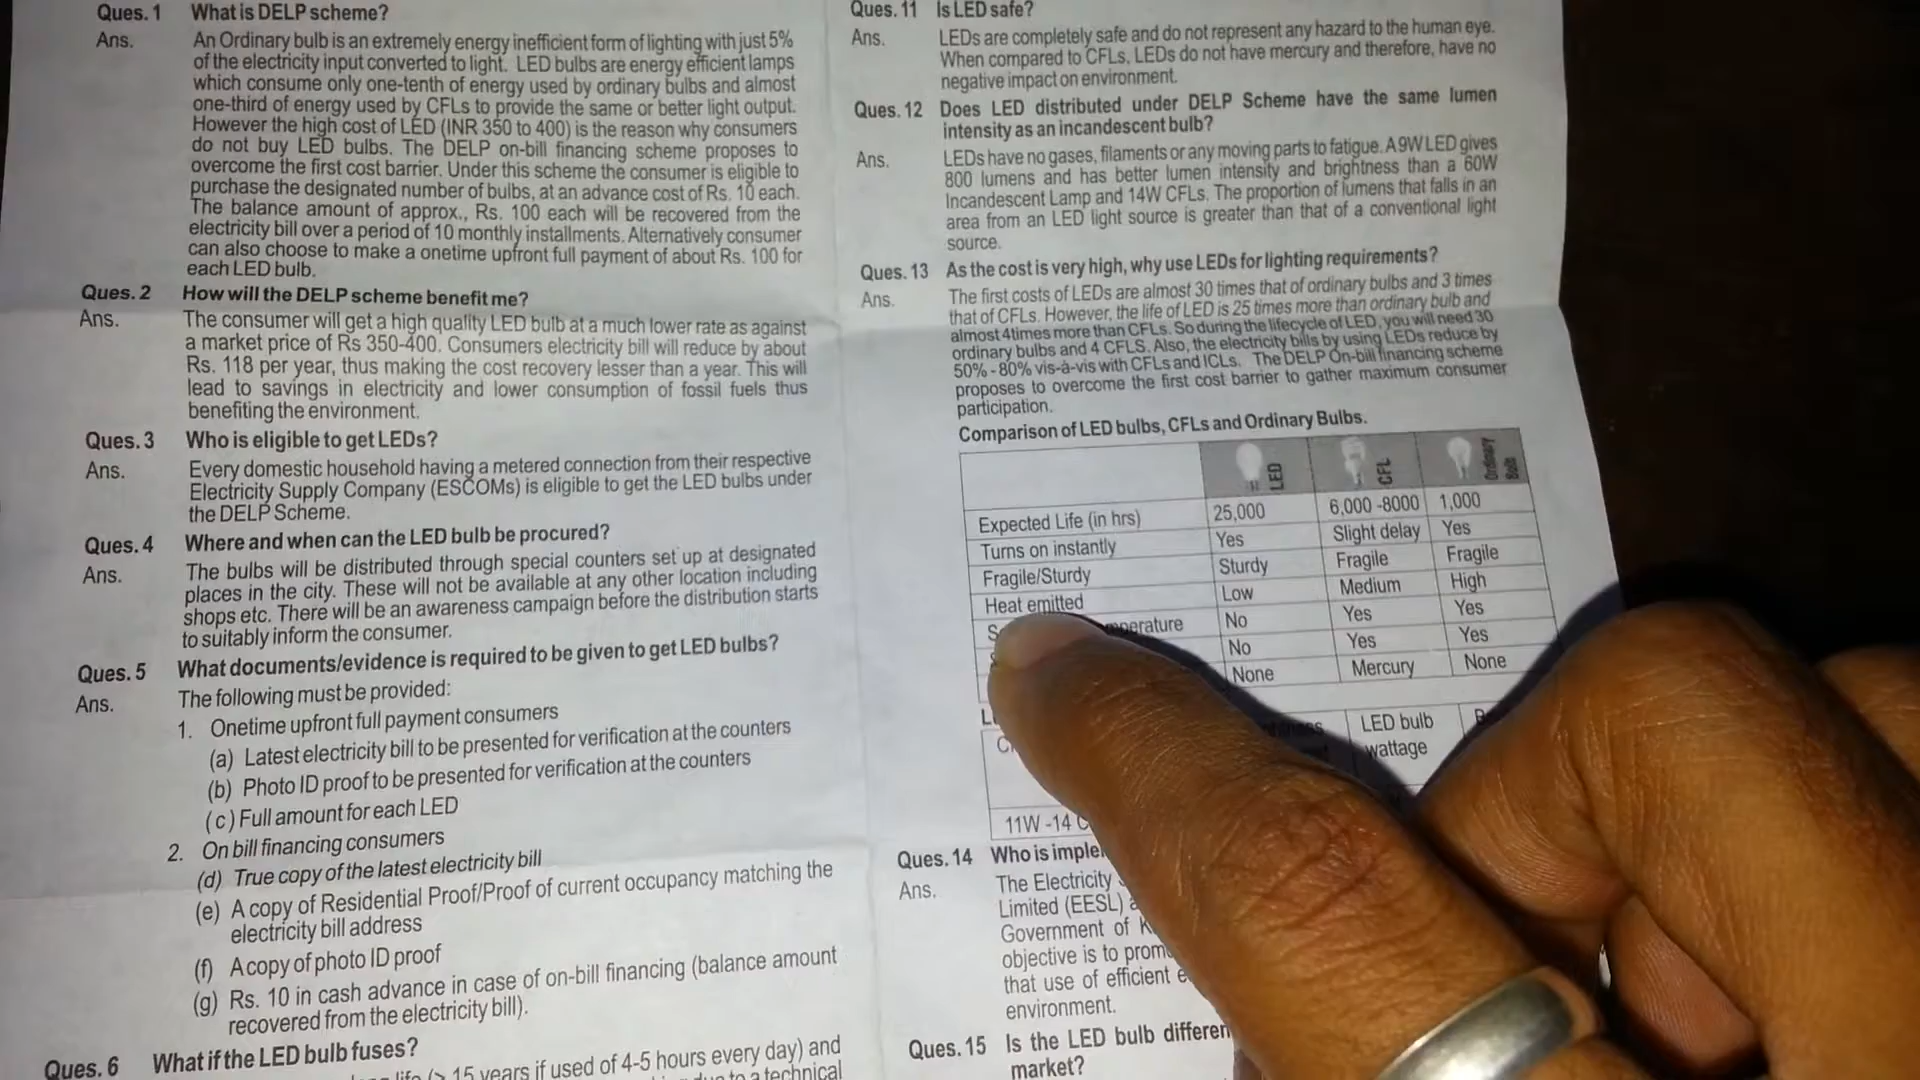 Ques. 1 What is DELP scheme?
Ans. An Ordinary bulb is an extremely energy inefficient form of lighting with just 5%
of the electricity input converted to light. LED bulbs are energy efficient lamps
which consume only one-tenth of energy used by ordinary bulbs and almost
one-third of energy used by CFLs to provide the same or better light output.
However the high cost of LED (INR 350 to 400) is the reason why consumers
do not buy LED bulbs. The DELP on-bill financing scheme proposes to
overcome the first cost barrier. Under this scheme the consumer is eligible to
purchase the designated number of bulbs, at an advance cost of Rs. 10 each.
The balance amount of approx., Rs. 100 each will be recovered from the
electricity bill over a period of 10 monthly installments. Alternatively consumer
can also choose to make a onetime upfront full payment of about Rs. 100 for
each LED bulb.
Ques. 2 How will the DELP scheme benefit me?
Ans. The consumer will get a high quality LED bulb at a much lower rate as against
a market price of Rs 350-400. Consumers electricity bill will reduce by about
Rs. 118 per year, thus making the cost recovery lesser than a year. This will
lead to savings in electricity and lower consumption of fossil fuels thus
benefiting the environment.
Ques. 3 Who is eligible to get LEDs?
Ans. Every domestic household having a metered connection from their respective
Electricity Supply Company (ESCOMs) is eligible to get the LED bulbs under
the DELP Scheme.
Ques. 4 Where and when can the LED bulb be procured?
Ans. The bulbs will be distributed through special counters set up at designated
places in the city. These will not be available at any other location including
shops etc. There will be an awareness campaign before the distribution starts
to suitably inform the consumer.
Ques. 5 What documents/evidence is required to be given to get LED bulbs?
Ans. The following must be provided:
1. Onetime upfront full payment consumers
(a) Latest electricity bill to be presented for verification at the counters
(b) Photo ID proof to be presented for verification at the counters
(c) Full amount for each LED
2. On bill financing consumers
(d) True copy of the latest electricity bill
(e) A copy of Residential Proof/Proof of current occupancy matching the
electricity bill address
(f) A copy of photo ID proof
(g) Rs. 10 in cash advance in case of on-bill financing (balance amount
recovered from the electricity bill).
Ques. 6 What if the LED bulb fuses?
life (> 15 years if used of 4-5 hours every day) and
due to a technical
Ques. 11 Is LED safe?
Ans. LEDs are completely safe and do not represent any hazard to the human eye.
When compared to CFLs, LEDs do not have mercury and therefore, have no
negative impact on environment.
Ques. 12 Does LED distributed under DELP Scheme have the same lumen
intensity as an incandescent bulb?
Ans. LEDs have no gases, filaments or any moving parts to fatigue. A 9W LED gives
800 lumens and has better lumen intensity and brightness than a 60W
Incandescent Lamp and 14W CFLs. The proportion of lumens that falls in an
area from an LED light source is greater than that of a conventional light
source.
Ques. 13 As the cost is very high, why use LEDs for lighting requirements?
Ans. The first costs of LEDs are almost 30 times that of ordinary bulbs and 3 times
that of CFLs. However, the life of LED is 25 times more than ordinary bulb and
almost 4times more than CFLs. So during the lifecycle of LED, you will need 30
ordinary bulbs and 4 CFLS. Also, the electricity bills by using LEDs reduce by
50% - 80% vis-à-vis with CFLs and ICLs. The DELP On-bill financing scheme
proposes to overcome the first cost barrier to gather maximum consumer
participation.
Comparison of LED bulbs, CFLs and Ordinary Bulbs.
LED CFL Ordinary Bulb
Expected Life (in hrs) 25,000 6,000 -8000 1,000
Turns on instantly Yes Slight delay Yes
Fragile/Sturdy Sturdy Fragile Fragile
Heat emitted Low Medium High
No Yes Yes
No Yes Yes
None Mercury None
LED bulb
wattage
11W -14
Ques. 14 Who is
Ans. The Electricity
Limited (EESL)
Government of
objective is to
that use of efficient
environment.
Ques. 15 Is the LED bulb
market?